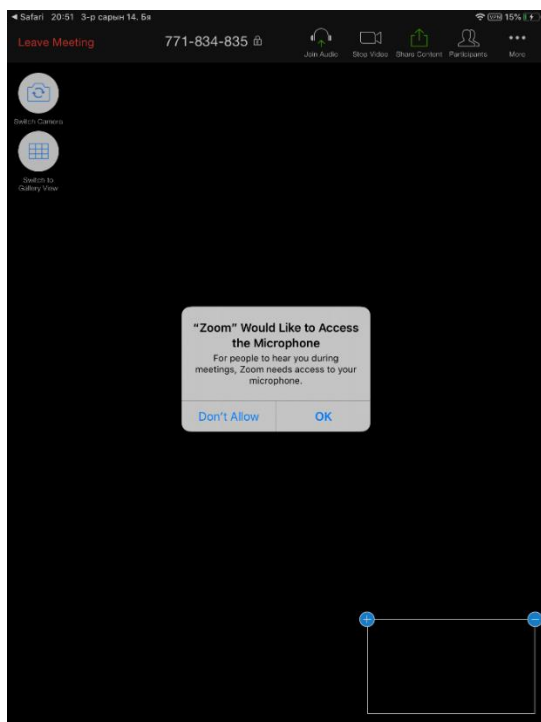 ◀ Safari 20:51 3-р сарын 14. Бя VPN 15%
Leave Meeting 771-834-835 Join Audio Stop Video Share Content Participants More
Switch Camera
Switch to
Gallery View
“Zoom” Would Like to Access
the Microphone
For people to hear you during
meetings, Zoom needs access to your
microphone.
Don’t Allow OK